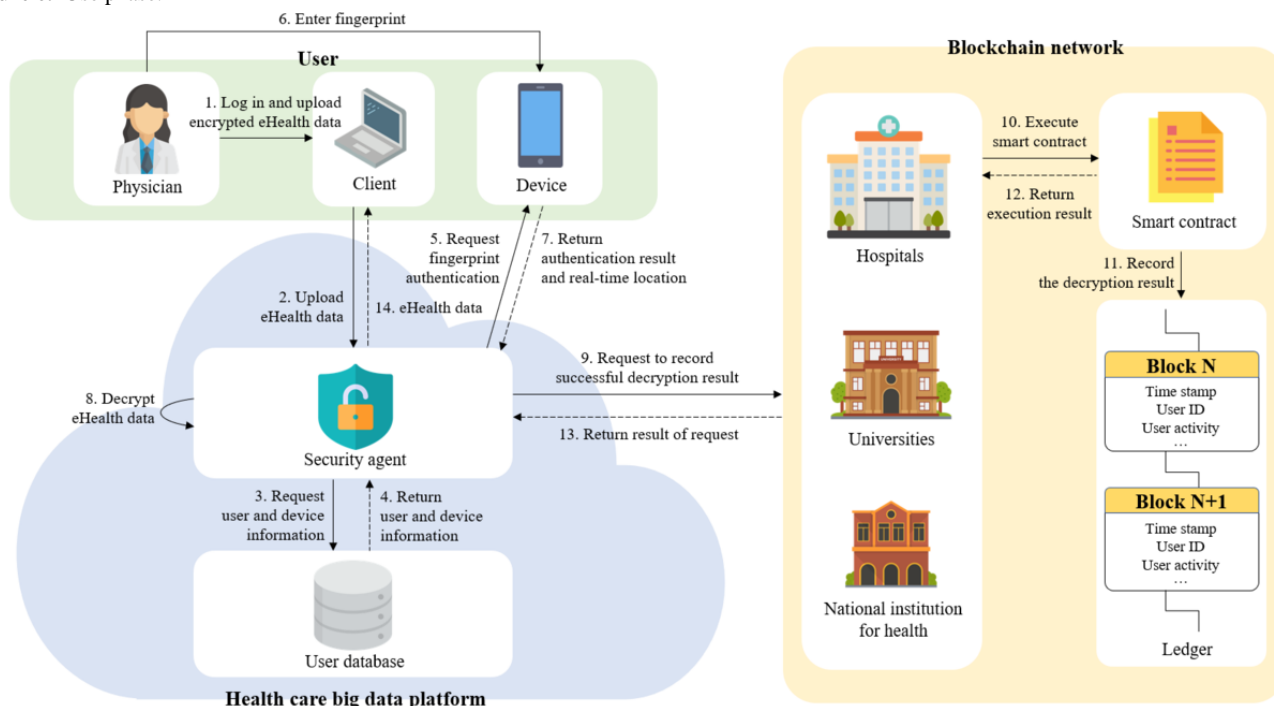 6. Enter fingerprint
User
Blockchain network
1. Log in and upload
encrypted eHealth data
Physician
Client
Device
10. Execute
smart contract
12. Return
execution result
Hospitals
Smart contract
5. Request
fingerprint
authentication
7. Return
authentication result
and real-time location
11. Record
the decryption result
2. Upload
eHealth data
14. eHealth data
9. Request to record
successful decryption result
8. Decrypt
eHealth data
13. Return result of request
Security agent
UNIVERSITY
Universities
Block N
Time stamp
User ID
User activity
…
3. Request
user and device
information
4. Return
user and device
information
Block N+1
Time stamp
User ID
User activity
…
National institution
for health
User database
Ledger
Health care big data platform